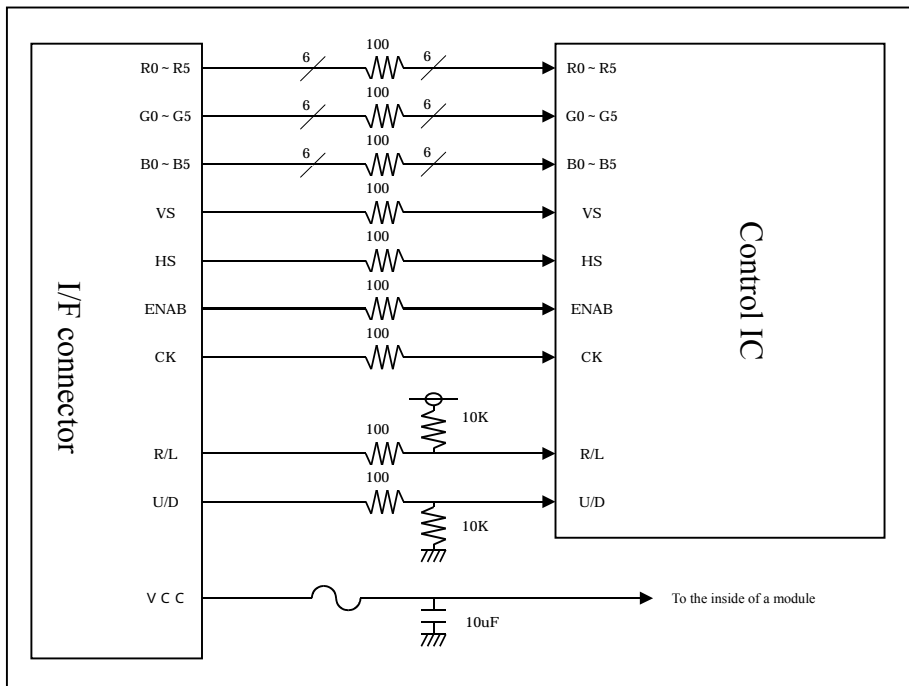 100
R0 ~ R5 6 6 R0 ~ R5
100
G0 ~ G5 6 6 G0 ~ G5
100
B0 ~ B5 6 6 B0 ~ B5
100
VS VS
100
HS HS
100
ENAB ENAB
100
CK CK
I/F connector
Control IC
10K
100
R/L R/L
100
U/D U/D
10K
V C C To the inside of a module
10uF